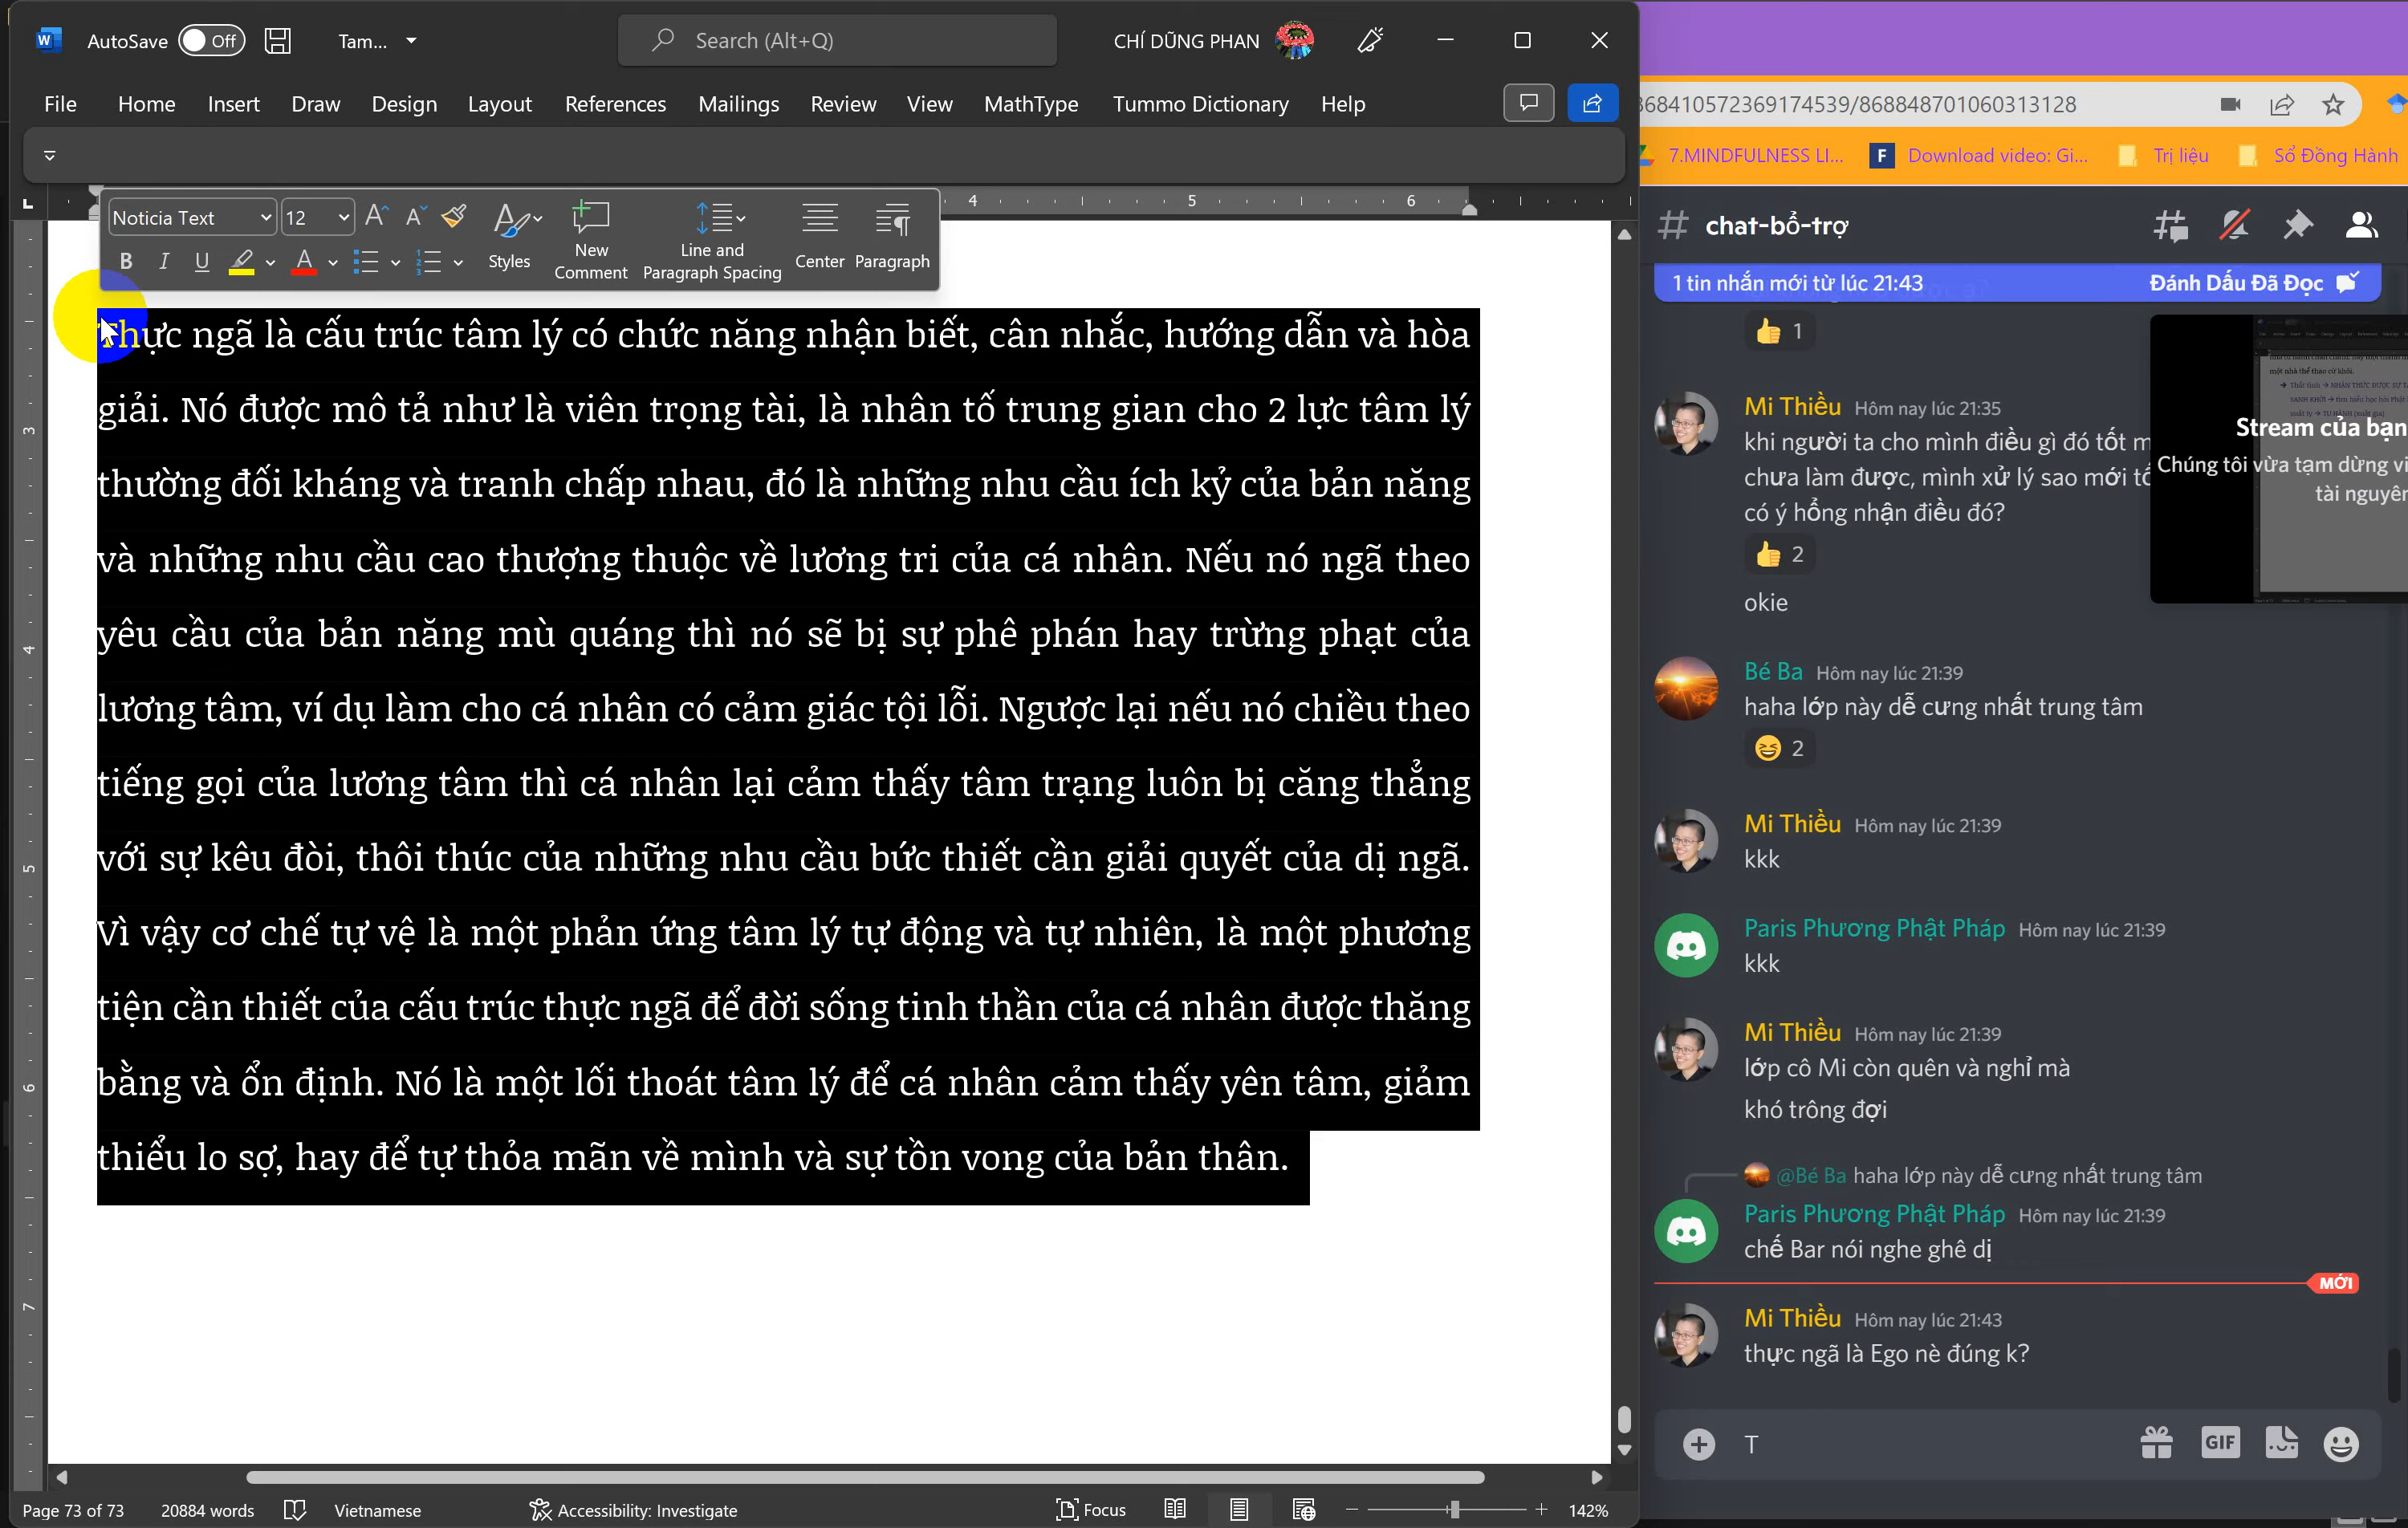 AutoSave Off Tam... Search (Alt+Q) CHÍ DŨNG PHAN
File Home Insert Draw Design Layout References Mailings Review View MathType Tummo Dictionary Help
Noticia Text 12
B I U Styles New Comment Line and Paragraph Spacing Center Paragraph
4 5 6
Thực ngã là cấu trúc tâm lý có chức năng nhận biết, cân nhắc, hướng dẫn và hòa
giải. Nó được mô tả như là viên trọng tài, là nhân tố trung gian cho 2 lực tâm lý
thường đối kháng và tranh chấp nhau, đó là những nhu cầu ích kỷ của bản năng
và những nhu cầu cao thượng thuộc về lương tri của cá nhân. Nếu nó ngã theo
yêu cầu của bản năng mù quáng thì nó sẽ bị sự phê phán hay trừng phạt của
lương tâm, ví dụ làm cho cá nhân có cảm giác tội lỗi. Ngược lại nếu nó chiều theo
tiếng gọi của lương tâm thì cá nhân lại cảm thấy tâm trạng luôn bị căng thẳng
với sự kêu đòi, thôi thúc của những nhu cầu bức thiết cần giải quyết của dị ngã.
Vì vậy cơ chế tự vệ là một phản ứng tâm lý tự động và tự nhiên, là một phương
tiện cần thiết của cấu trúc thực ngã để đời sống tinh thần của cá nhân được thăng
bằng và ổn định. Nó là một lối thoát tâm lý để cá nhân cảm thấy yên tâm, giảm
thiểu lo sợ, hay để tự thỏa mãn về mình và sự tồn vong của bản thân.
3
4
5
6
7
Page 73 of 73 20884 words Vietnamese Accessibility: Investigate Focus 142%
368410572369174539/868848701060313128
7.MINDFULNESS LI... Download video: Gi... Trị liệu Sổ Đồng Hành
chat-bổ-trợ
1 tin nhắn mới từ lúc 21:43 Đánh Dấu Đã Đọc
1
Mi Thiều Hôm nay lúc 21:35
khi người ta cho mình điều gì đó tốt
chưa làm được, mình xử lý sao mới
có ý hồng nhận điều đó?
2
okie
Stream của bạn
Chúng tôi vừa tạm dừng
tài nguyên
Bé Ba Hôm nay lúc 21:39
haha lớp này dễ cưng nhất trung tâm
2
Mi Thiều Hôm nay lúc 21:39
kkk
Paris Phương Phật Pháp Hôm nay lúc 21:39
kkk
Mi Thiều Hôm nay lúc 21:39
lớp cô Mi còn quên và nghỉ mà
khó trông đợi
@Bé Ba haha lớp này dễ cưng nhất trung tâm
Paris Phương Phật Pháp Hôm nay lúc 21:39
chế Bar nói nghe ghê dị
MỚI
Mi Thiều Hôm nay lúc 21:43
thực ngã là Ego nè đúng k?
T
GIF